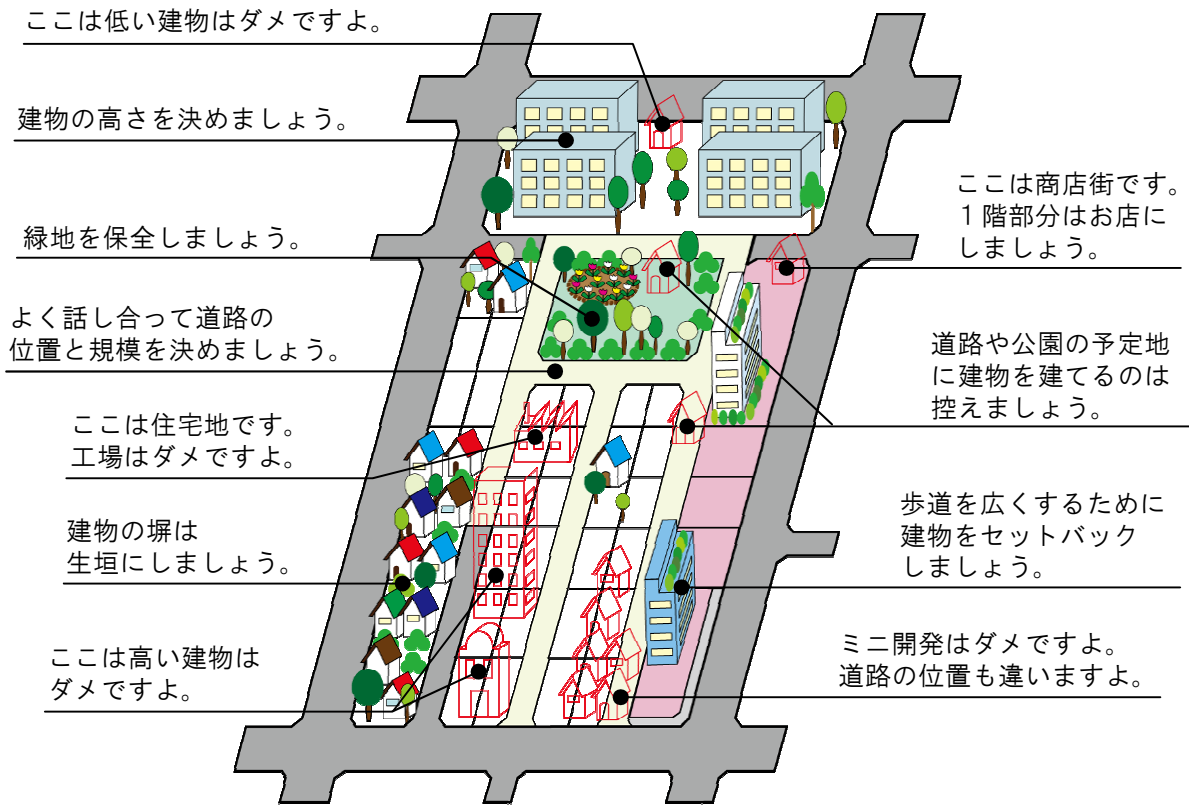 ここは低い建物はダメですよ。
建物の高さを決めましょう。
緑地を保全しましょう。
よく話し合って道路の
位置と規模を決めましょう。
ここは住宅地です。
工場はダメですよ。
建物の塀は
生垣にしましょう。
ここは高い建物は
ダメですよ。
ここは商店街です。
１階部分はお店に
しましょう。
道路や公園の予定地
に建物を建てるのは
控えましょう。
歩道を広くするために
建物をセットバック
しましょう。
ミニ開発はダメですよ。
道路の位置も違いますよ。